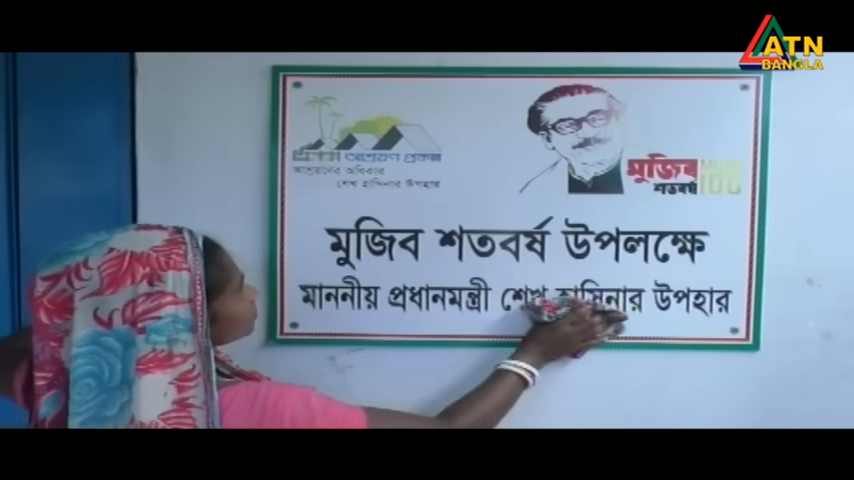 ATN
BANGLA
আশ্রয়ণ প্রকল্প
আশ্রয়ণের অধিকার
শেখ হাসিনার উপহার
মুজিব
শতবর্ষ
100
মুজিব শতবর্ষ উপলক্ষে
মাননীয় প্রধানমন্ত্রী শেখ হাসিনার উপহার